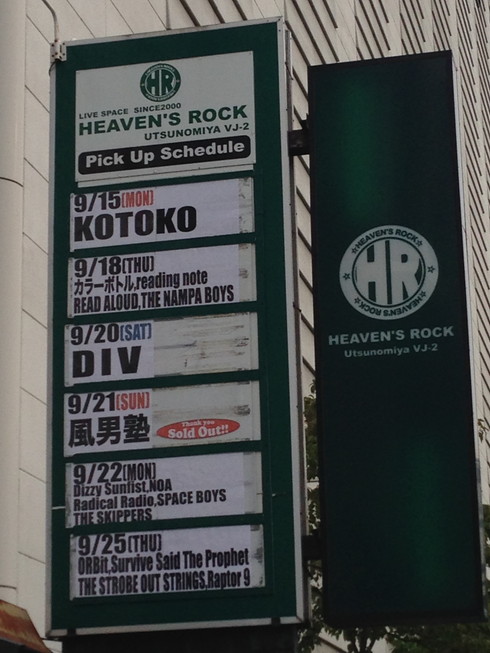 HR
LIVE SPACE SINCE2000
HEAVEN'S ROCK
UTSUNOMIYA VJ-2
Pick Up Schedule
9/15(MON)
KOTOKO
9/18(THU)
カラーボトル,reading note
READ ALOUD,THE NAMPA BOYS
9/20(SAT)
DIV
9/21(SUN)
風男塾
Thank you
Sold Out!!
9/22(MON)
Dizzy Sunfist,NOA
Radical Radio,SPACE BOYS
THE SKIPPERS
9/25(THU)
ORBit,Survive Said The Prophet
THE STROBE OUT STRINGS,Raptor 9
HEAVEN'S ROCK
HR
HEAVEN'S ROCK
HEAVEN'S ROCK
Utsunomiya VJ-2